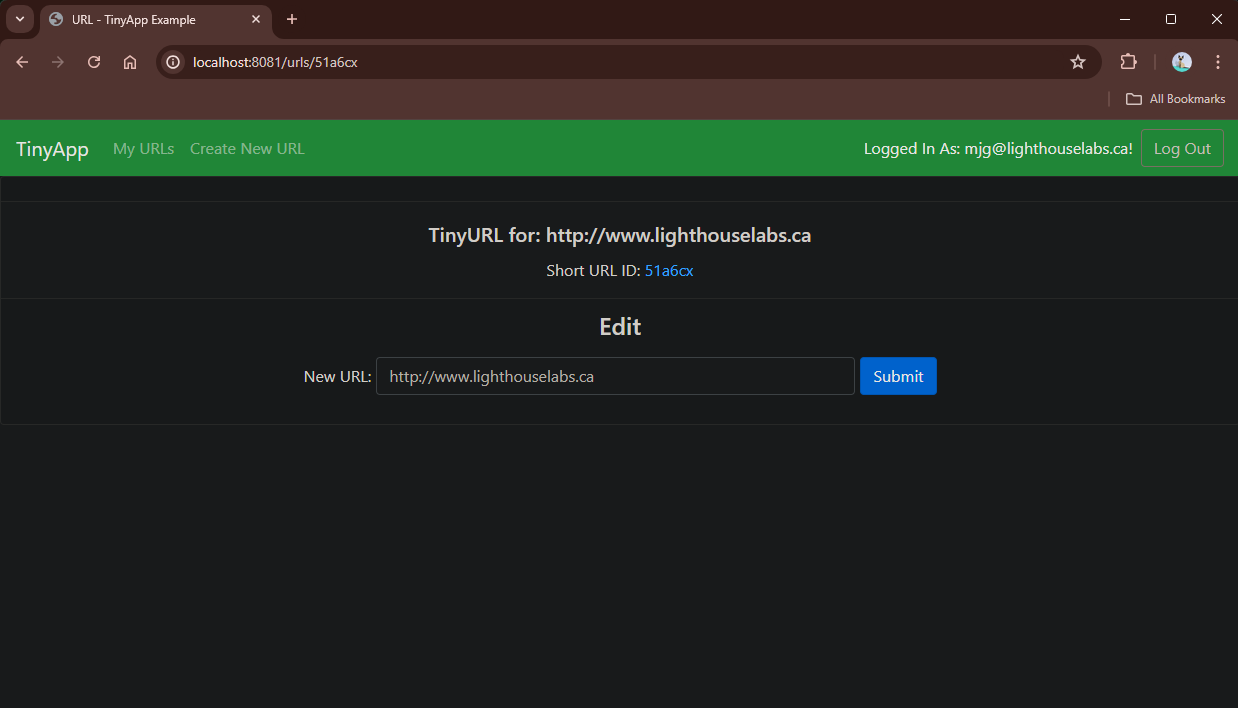 URL - TinyApp Example
localhost:8081/urls/51a6cx
All Bookmarks
TinyApp My URLs Create New URL Logged In As: mjg@lighthouselabs.ca! Log Out
TinyURL for: http://www.lighthouselabs.ca
Short URL ID: 51a6cx
Edit
New URL: http://www.lighthouselabs.ca Submit